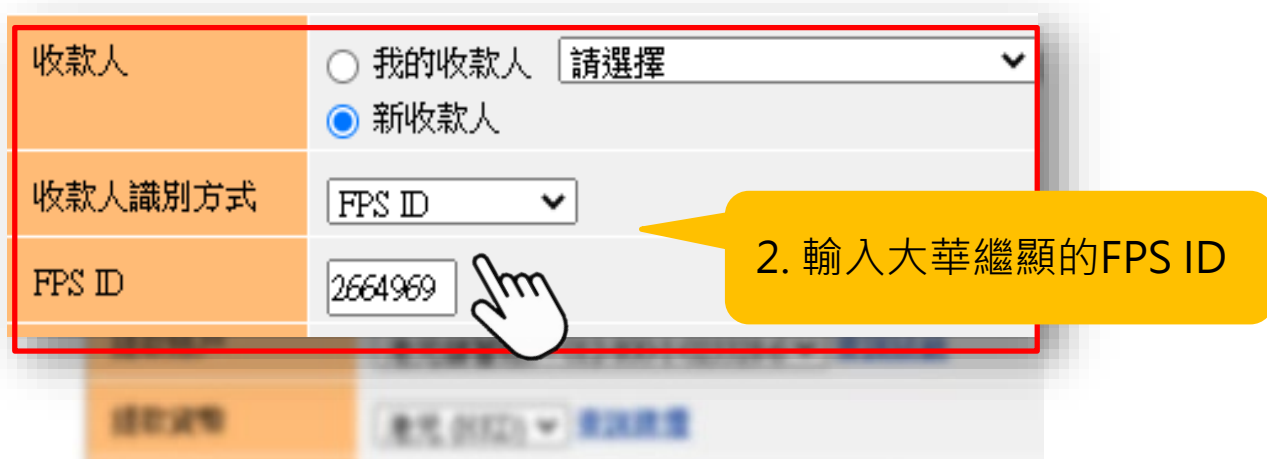 收款人
我的收款人 請選擇
新收款人
收款人識別方式 FPS ID
2. 輸入大華繼顯的FPS ID
FPS ID 2664969